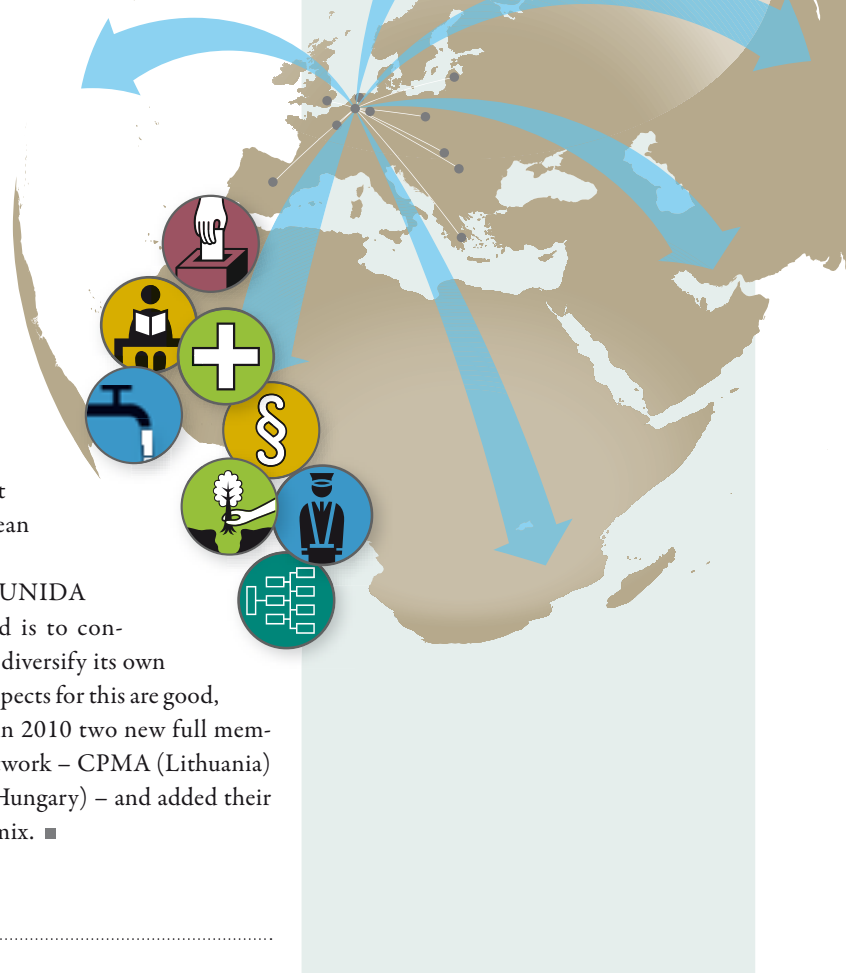 t
ean
UNIDA
d is to con-
diversify its own
pects for this are good,
n 2010 two new full mem-
work – CPMA (Lithuania)
Hungary) – and added their
mix. ■
§